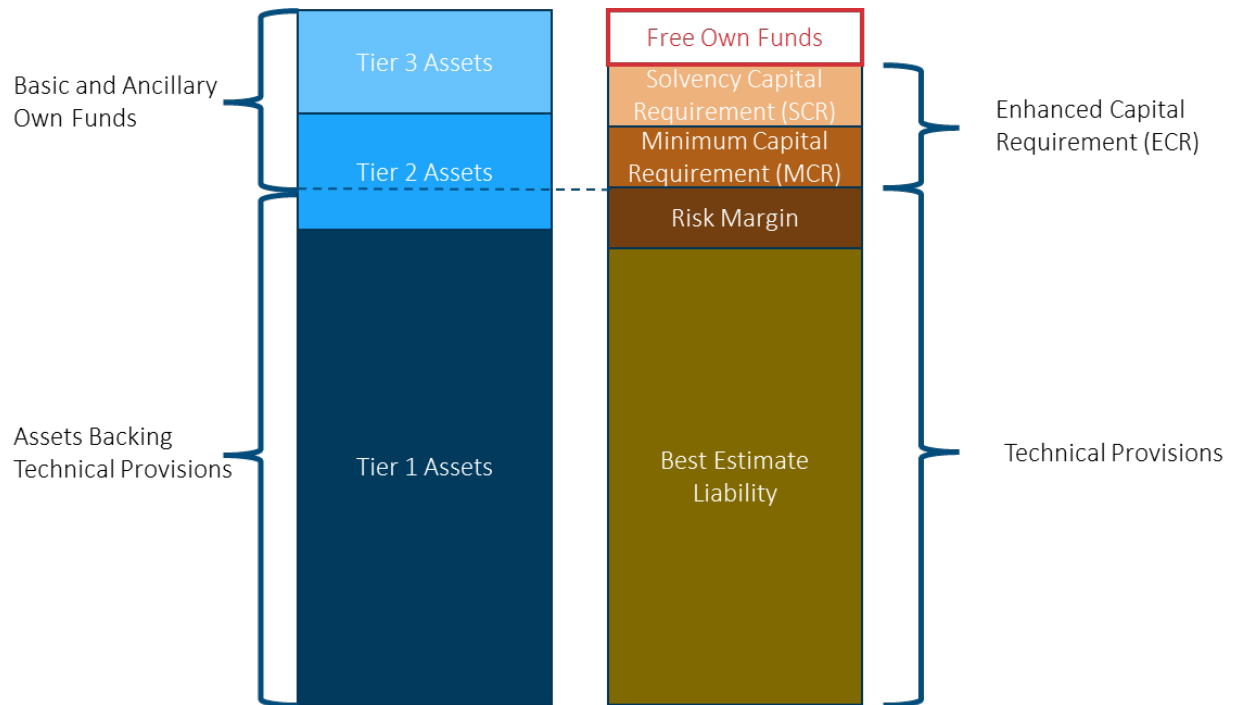 Basic and Ancillary
Own Funds
Assets Backing
Technical Provisions
Tier 3 Assets
Tier 2 Assets
Tier 1 Assets
Free Own Funds
Solvency Capital
Requirement (SCR)
Minimum Capital
Requirement (MCR)
Risk Margin
Best Estimate
Liability
Enhanced Capital
Requirement (ECR)
Technical Provisions